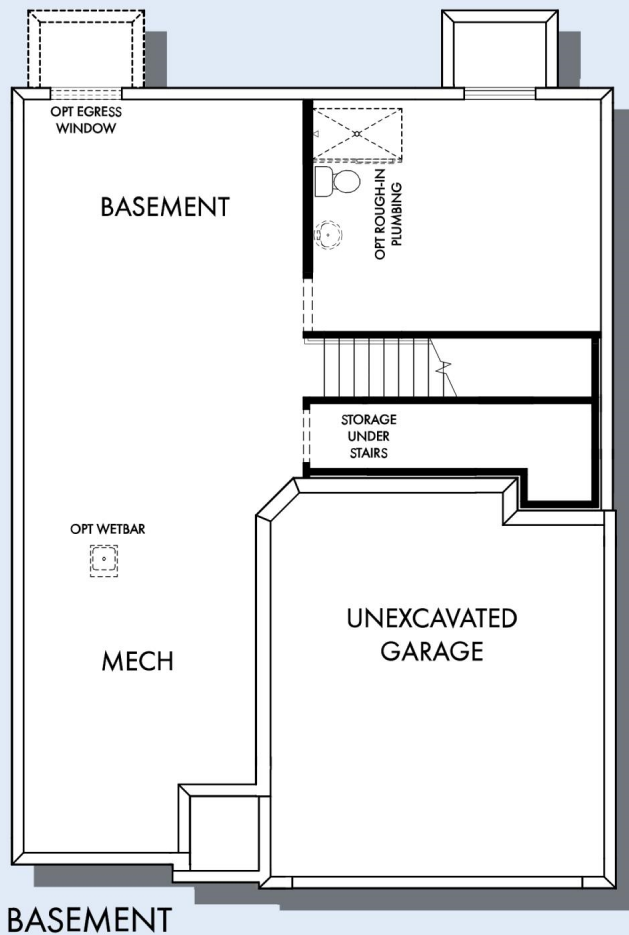 OPT EGRESS
WINDOW
BASEMENT
OPT ROUGH-IN
PLUMBING
STORAGE
UNDER
STAIRS
OPT WETBAR
MECH
UNEXCAVATED
GARAGE
BASEMENT